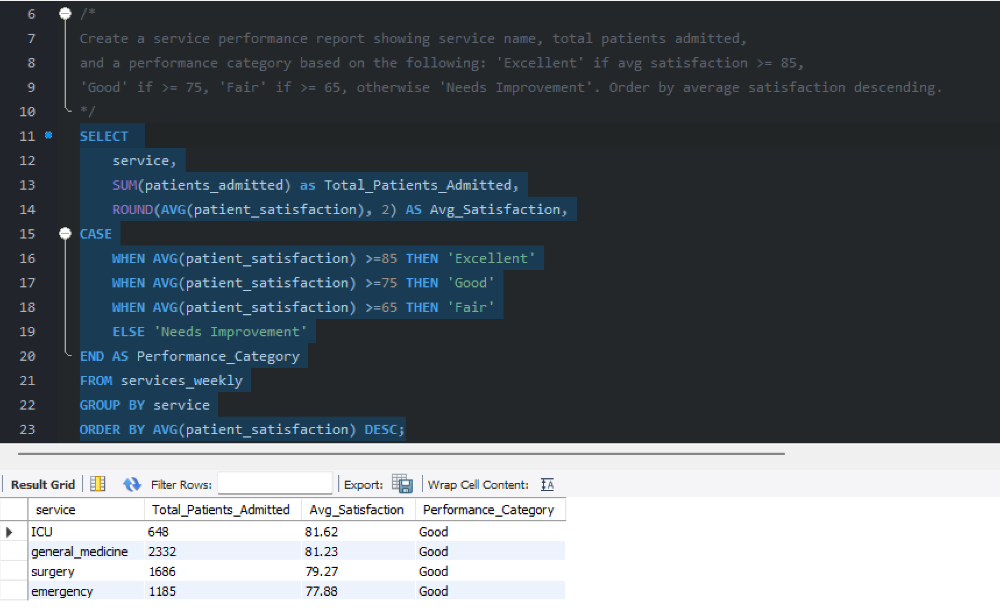 6 /*
7 Create a service performance report showing service name, total patients admitted,
8 and a performance category based on the following: 'Excellent' if avg satisfaction >= 85,
9 'Good' if >= 75, 'Fair' if >= 65, otherwise 'Needs Improvement'. Order by average satisfaction descending.
10 */
11 SELECT
12 service,
13 SUM(patients_admitted) as Total_Patients_Admitted,
14 ROUND(AVG(patient_satisfaction), 2) AS Avg_Satisfaction,
15 CASE
16 WHEN AVG(patient_satisfaction) >=85 THEN 'Excellent'
17 WHEN AVG(patient_satisfaction) >=75 THEN 'Good'
18 WHEN AVG(patient_satisfaction) >=65 THEN 'Fair'
19 ELSE 'Needs Improvement'
20 END AS Performance_Category
21 FROM services_weekly
22 GROUP BY service
23 ORDER BY AVG(patient_satisfaction) DESC;
Result Grid Filter Rows: Export: Wrap Cell Content:
service Total_Patients_Admitted Avg_Satisfaction Performance_Category
ICU 648 81.62 Good
general_medicine 2332 81.23 Good
surgery 1686 79.27 Good
emergency 1185 77.88 Good